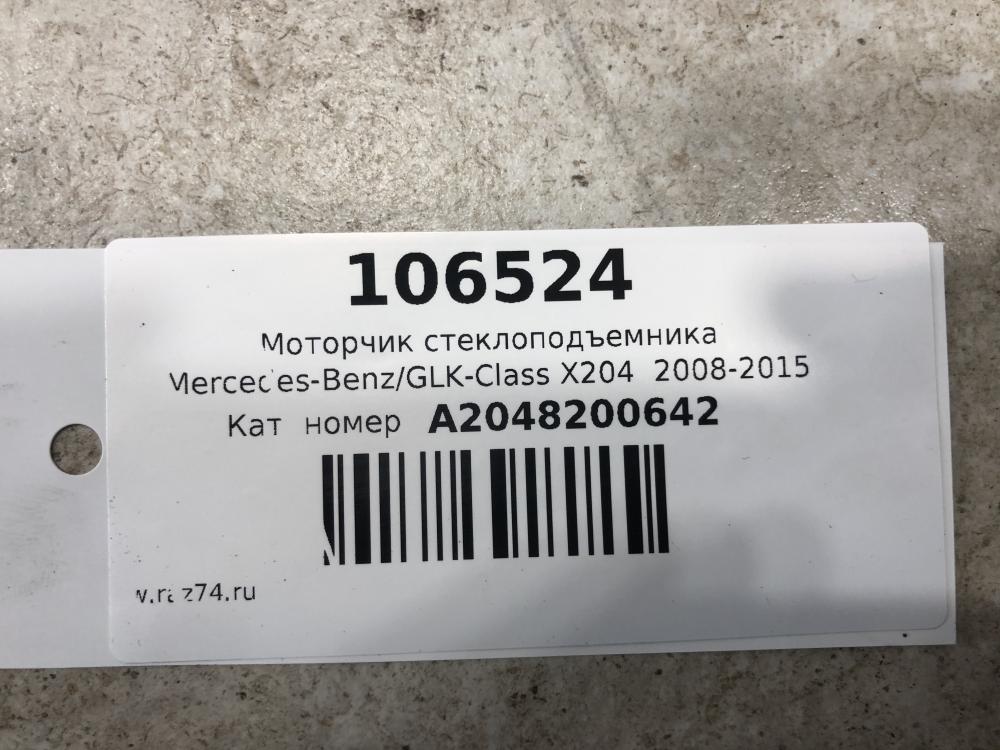 106524
Моторчик стеклоподъемника
Mercedes-Benz/GLK-Class X204 2008-2015
Кат номер A2048200642